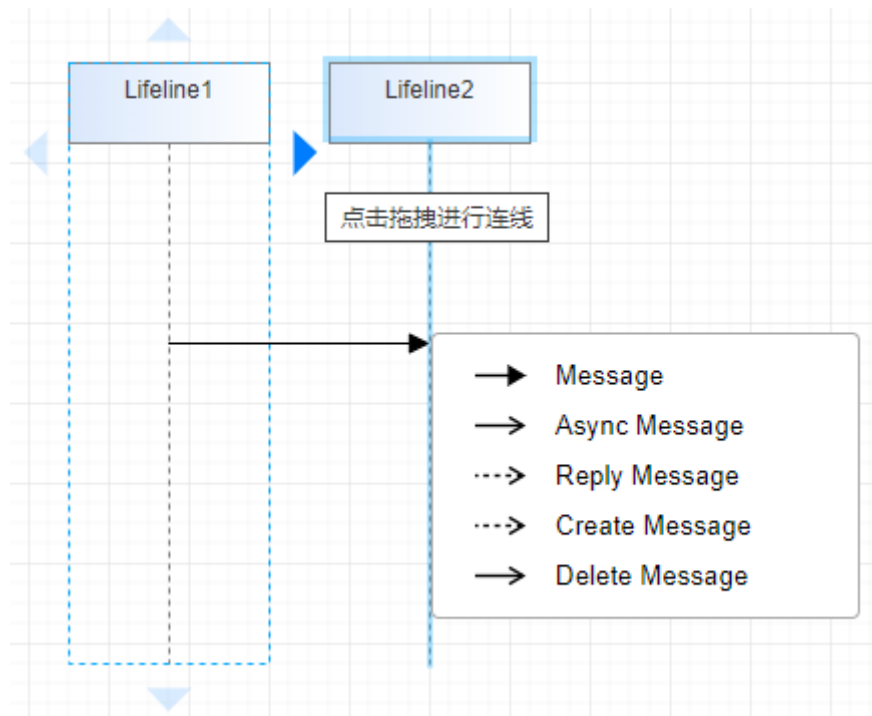 Lifeline1
Lifeline2
点击拖拽进行连线
Message
Async Message
Reply Message
Create Message
Delete Message